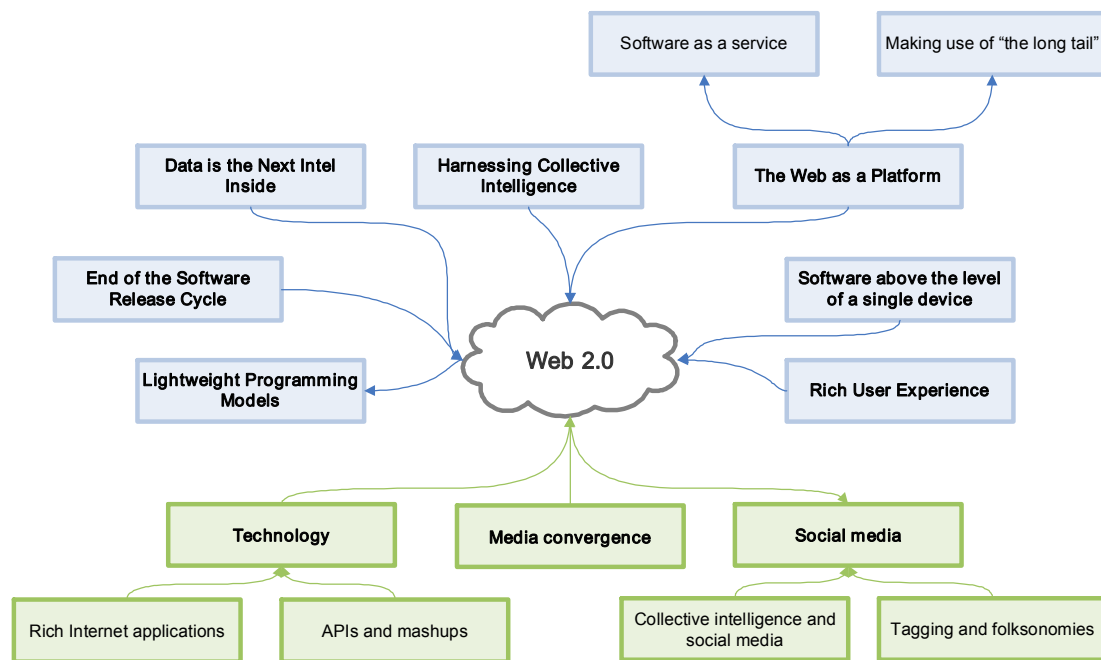 Software as a service
Making use of “the long tail”
Data is the Next Intel
Inside
Harnessing Collective
Intelligence
The Web as a Platform
End of the Software
Release Cycle
Software above the level
of a single device
Web 2.0
Lightweight Programming
Models
Rich User Experience
Technology
Media convergence
Social media
Rich Internet applications
APIs and mashups
Collective intelligence and
social media
Tagging and folksonomies